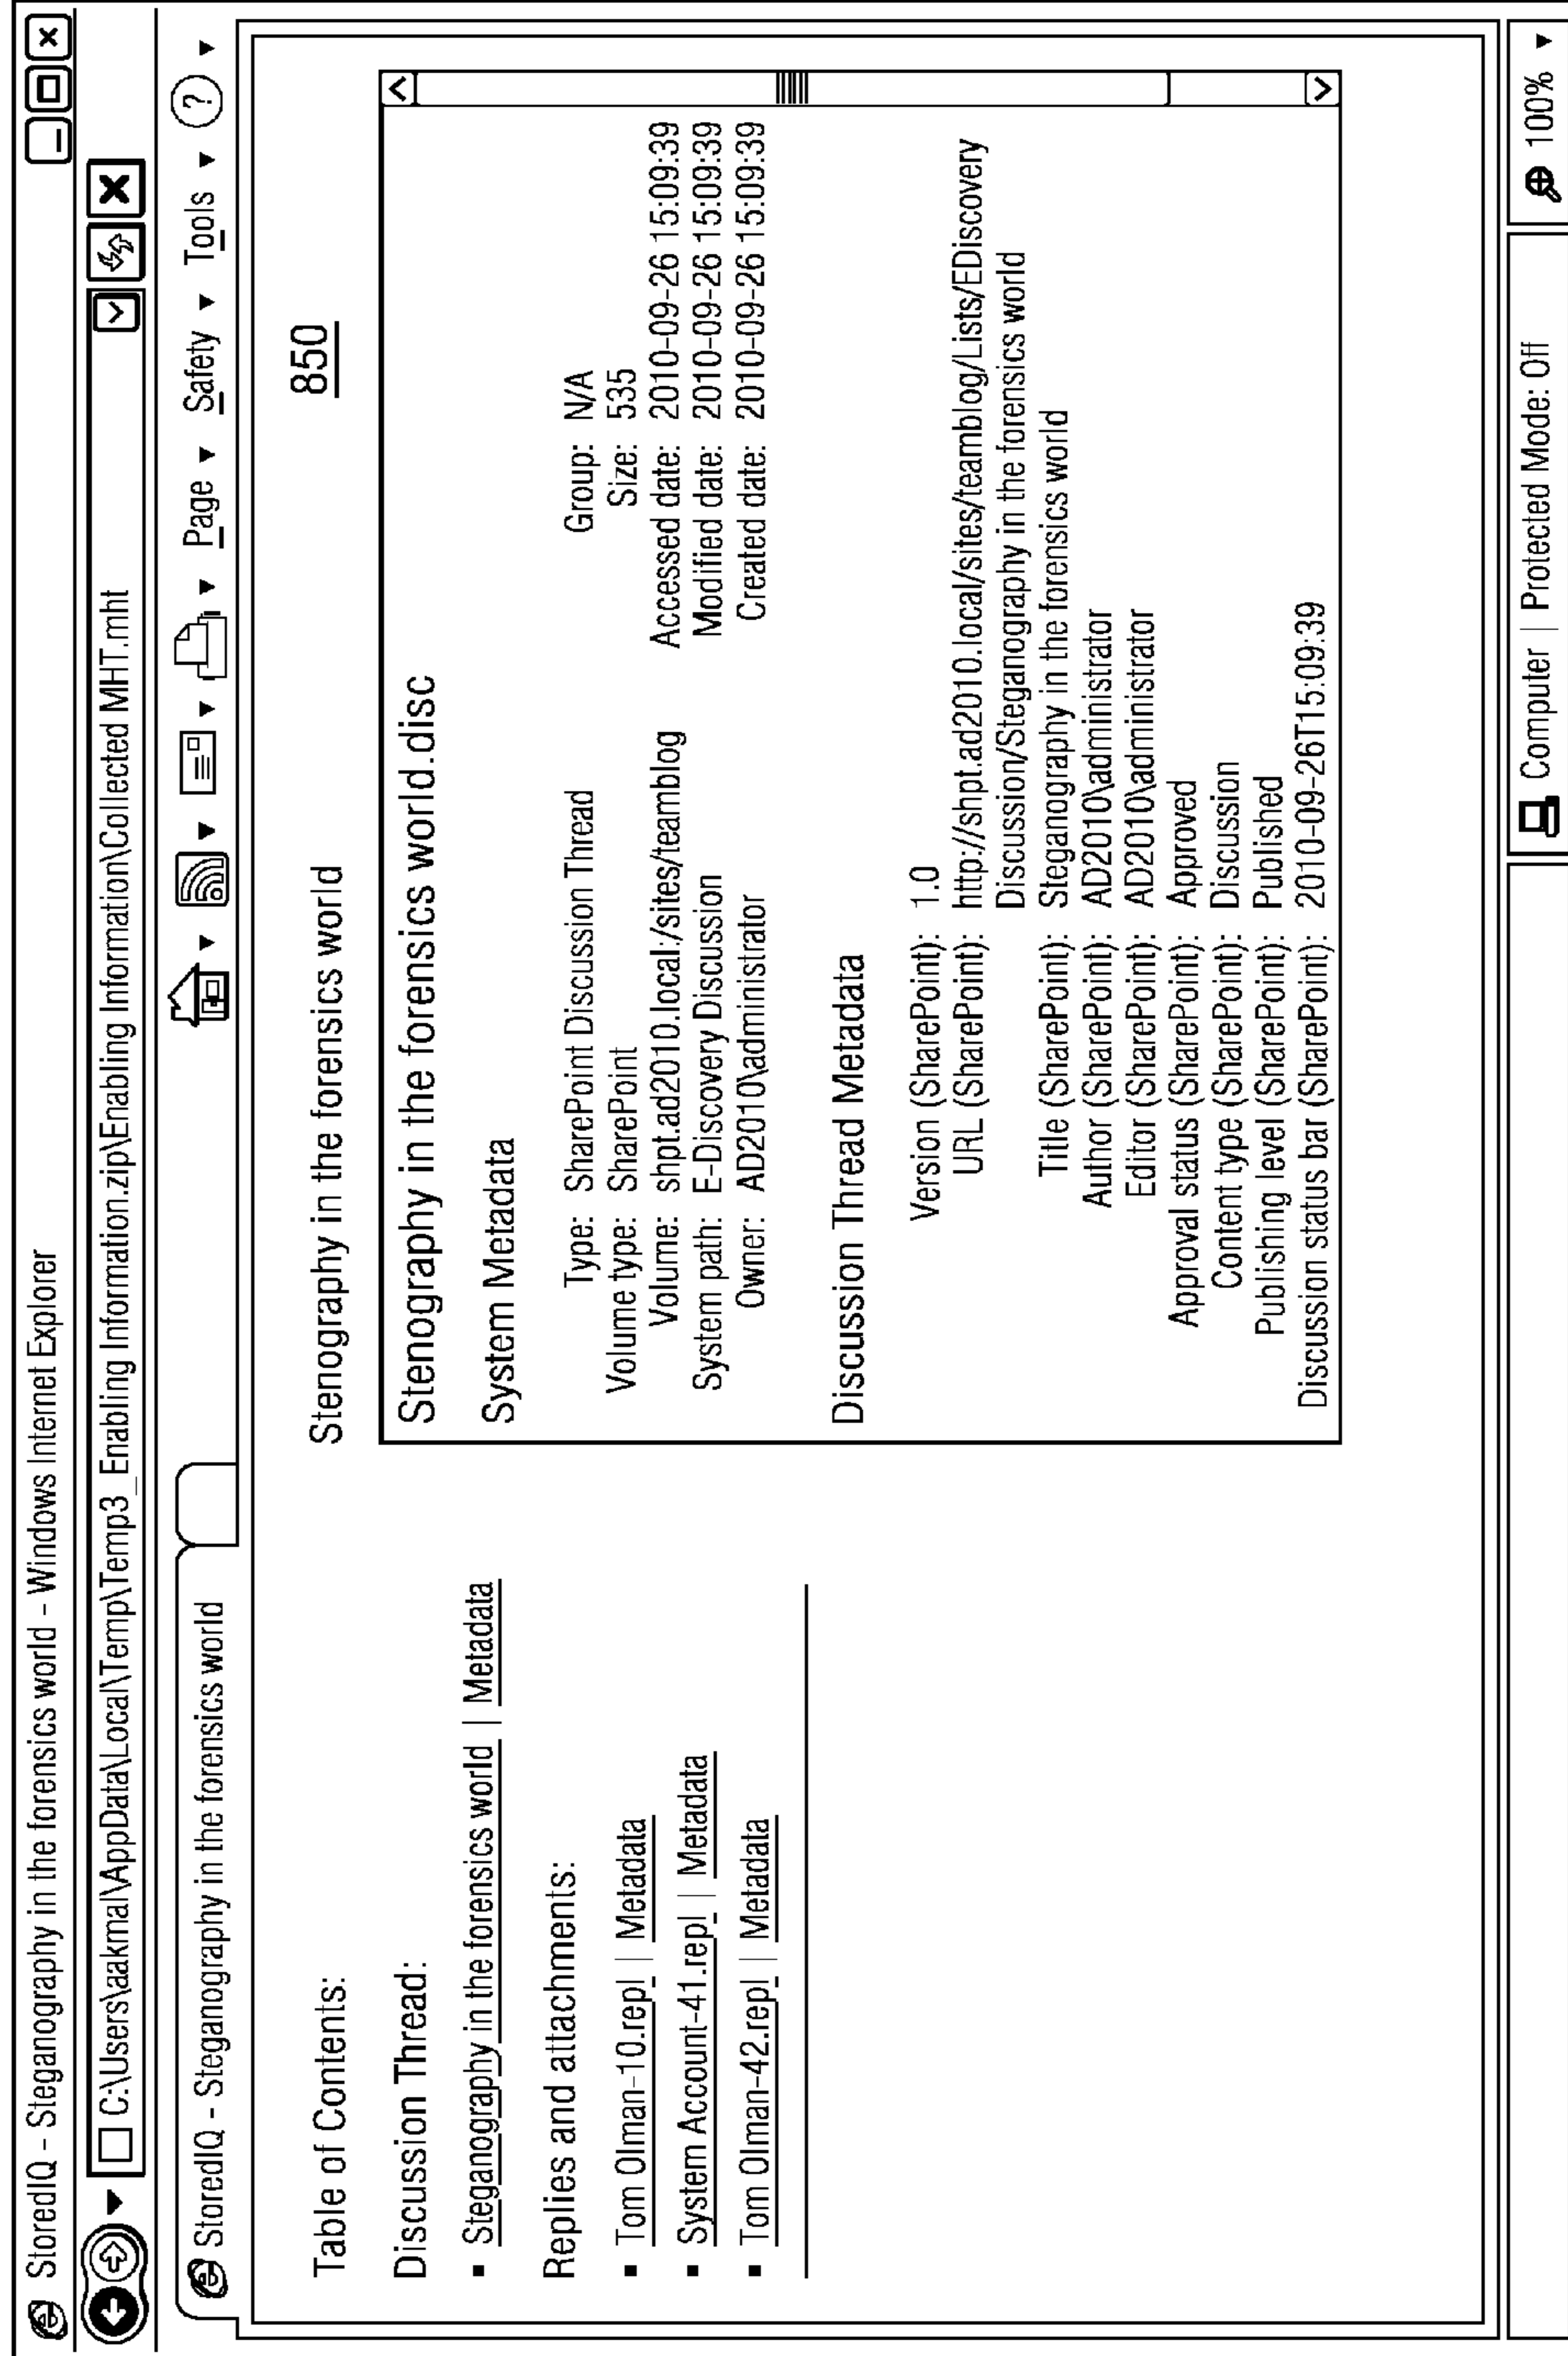 StoredIQ - Steganography in the forensics world - Windows Internet Explorer
C:\Users\aakmal\AppData\Local\Temp\Temp3_Enabling Information.zip\Enabling Information\Collected MHT.mht
StoredIQ - Steganography in the forensics world
Page Safety Tools ?
850
Table of Contents:
Discussion Thread:
▪ Steganography in the forensics world | Metadata
Replies and attachments:
▪ Tom Olman-10.repl | Metadata
▪ System Account-41.repl | Metadata
▪ Tom Olman-42.repl | Metadata
Stenography in the forensics world
Stenography in the forensics world.disc
System Metadata
Type: SharePoint Discussion Thread Group: N/A
Volume type: SharePoint Size: 535
Volume: shpt.ad2010.local:/sites/teamblog Accessed date: 2010-09-26 15:09:39
System path: E-Discovery Discussion Modified date: 2010-09-26 15:09:39
Owner: AD2010\administrator Created date: 2010-09-26 15:09:39
Discussion Thread Metadata
Version (SharePoint): 1.0
URL (SharePoint): http://shpt.ad2010.local/sites/teamblog/Lists/EDiscovery
Discussion/Steganography in the forensics world
Title (SharePoint): Steganography in the forensics world
Author (SharePoint): AD2010\administrator
Editor (SharePoint): AD2010\administrator
Approval status (SharePoint): Approved
Content type (SharePoint): Discussion
Publishing level (SharePoint): Published
Discussion status bar (SharePoint): 2010-09-26T15:09:39
Computer | Protected Mode: Off
100%